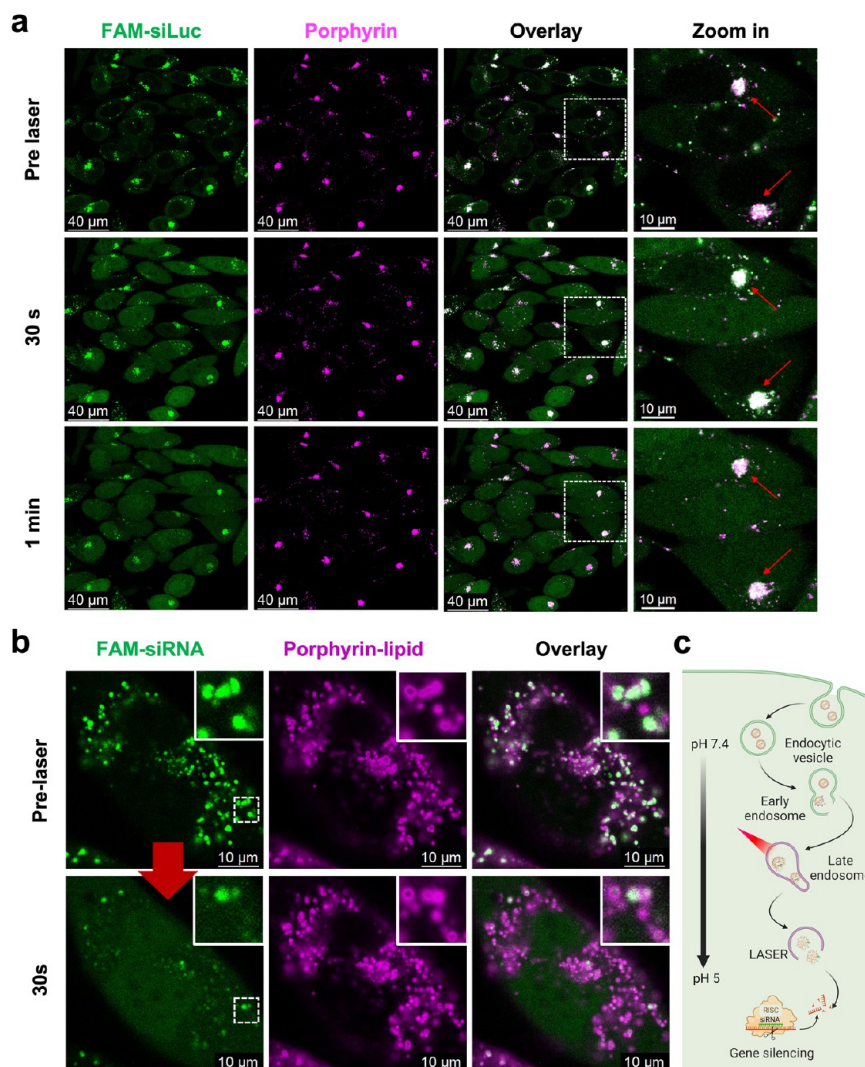 a
FAM-siLuc Porphyrin Overlay Zoom in
Pre laser
40 µm 40 µm 40 µm 10 µm
30 s
40 µm 40 µm 40 µm 10 µm
1 min
40 µm 40 µm 40 µm 10 µm
b
FAM-siRNA Porphyrin-lipid Overlay
Pre-laser
10 µm 10 µm 10 µm
30s
10 µm 10 µm 10 µm
c
pH 7.4
Endocytic
vesicle
Early
endosome
Late
endosom
LASER
pH 5
RISC
siRNA
Gene silencing